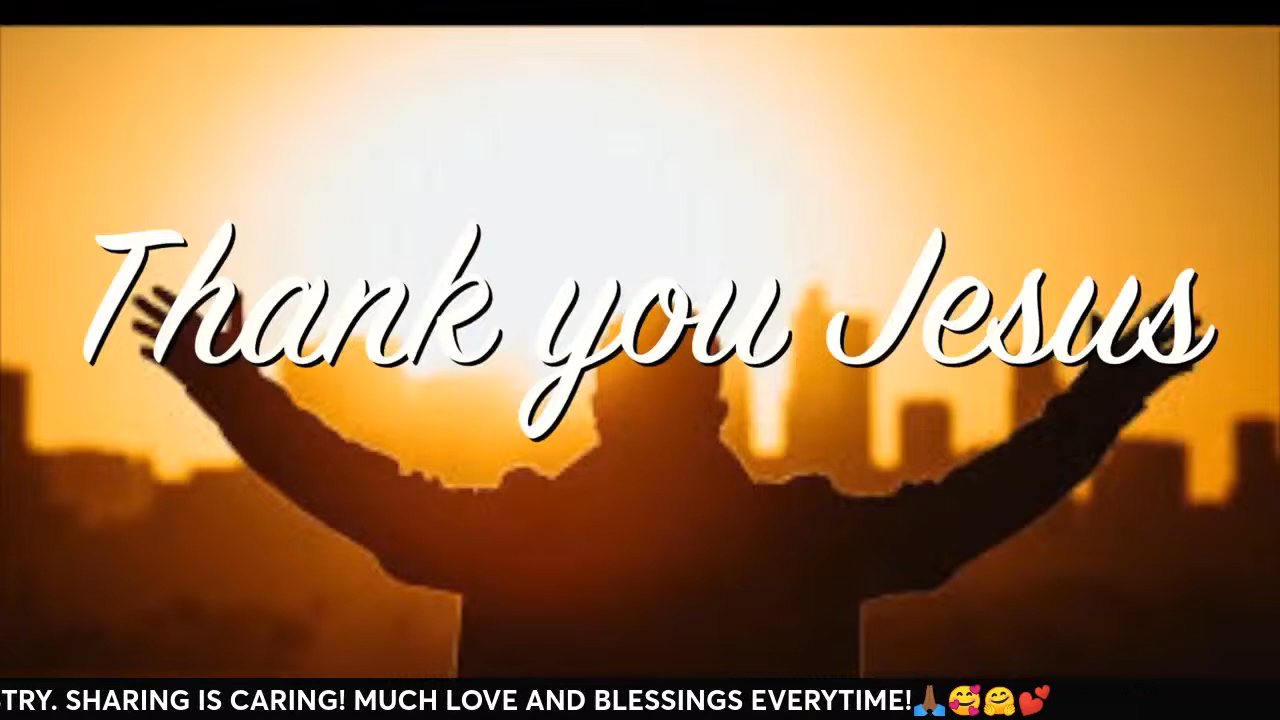 Thank you Jesus
TRY. SHARING IS CARING! MUCH LOVE AND BLESSINGS EVERYTIME!🙏🏾🥰🤗💕